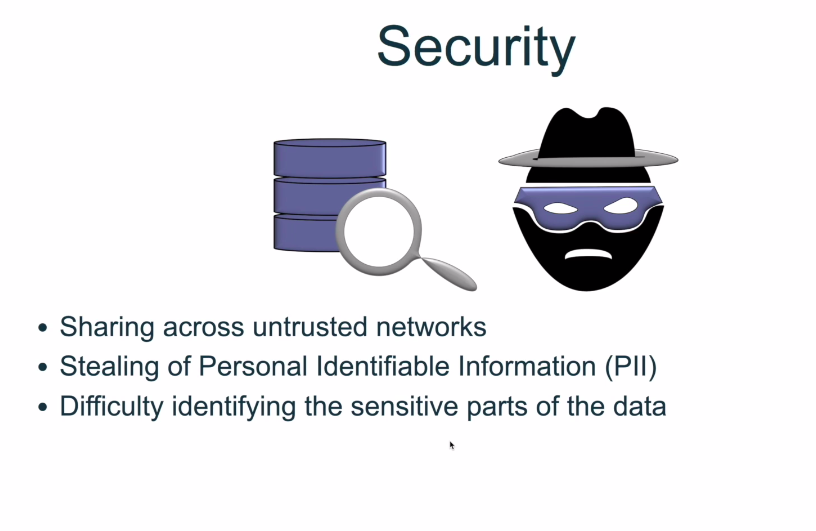 Security
• Sharing across untrusted networks
• Stealing of Personal Identifiable Information (PII)
• Difficulty identifying the sensitive parts of the data